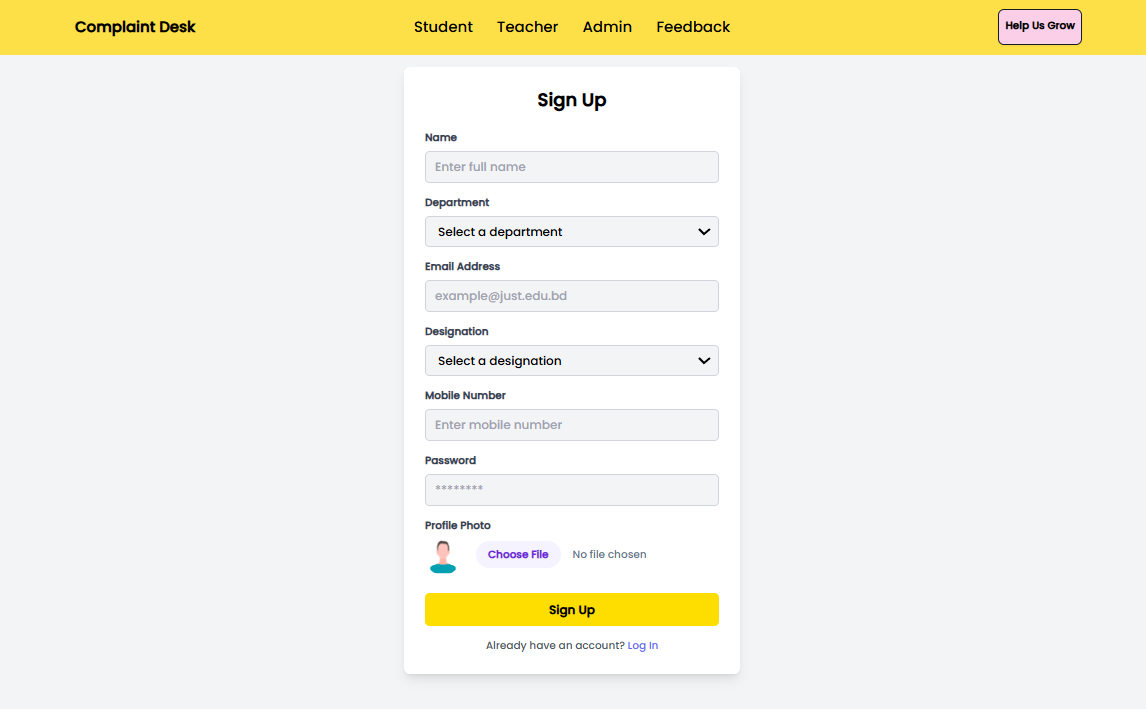 Complaint Desk Student Teacher Admin Feedback Help Us Grow
Sign Up
Name
Enter full name
Department
Select a department
Email Address
example@just.edu.bd
Designation
Select a designation
Mobile Number
Enter mobile number
Password
********
Profile Photo
Choose File No file chosen
Sign Up
Already have an account? Log In